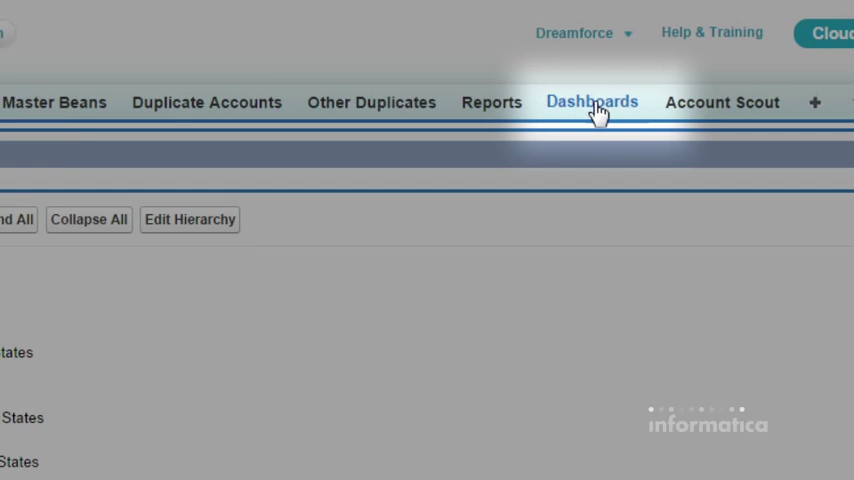 Dreamforce Help & Training
Master Beans Duplicate Accounts Other Duplicates Reports Dashboards Account Scout +
Collapse All Edit Hierarchy
States
States
informatica